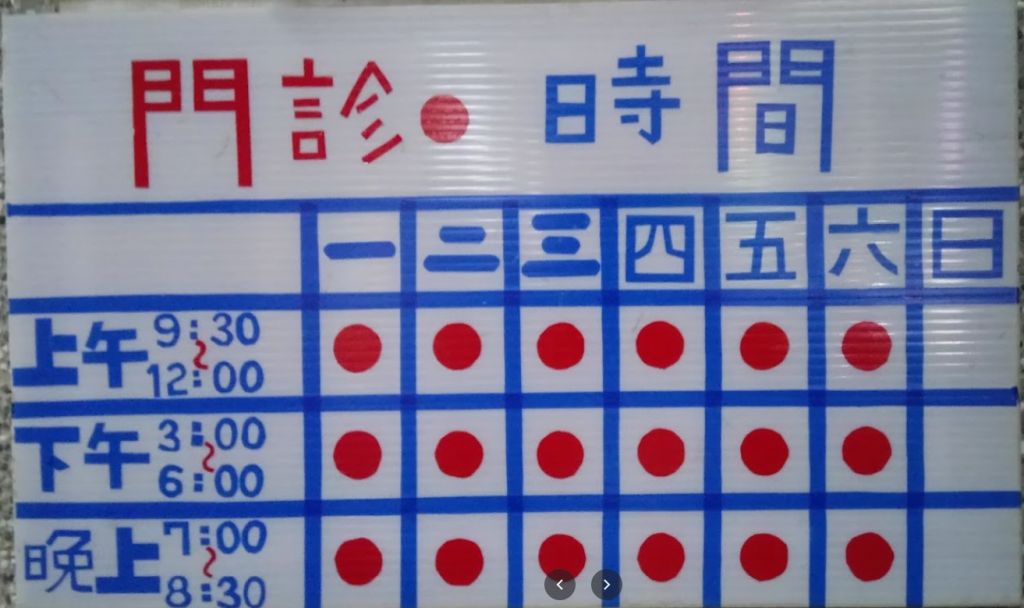 門診● 時間
一 二 三 四 五 六 日
上午 9:30~12:00 ● ● ● ● ● ●
下午 3:00~6:00 ● ● ● ● ● ●
晚上 7:00~8:30 ● ● ● ● ● ●